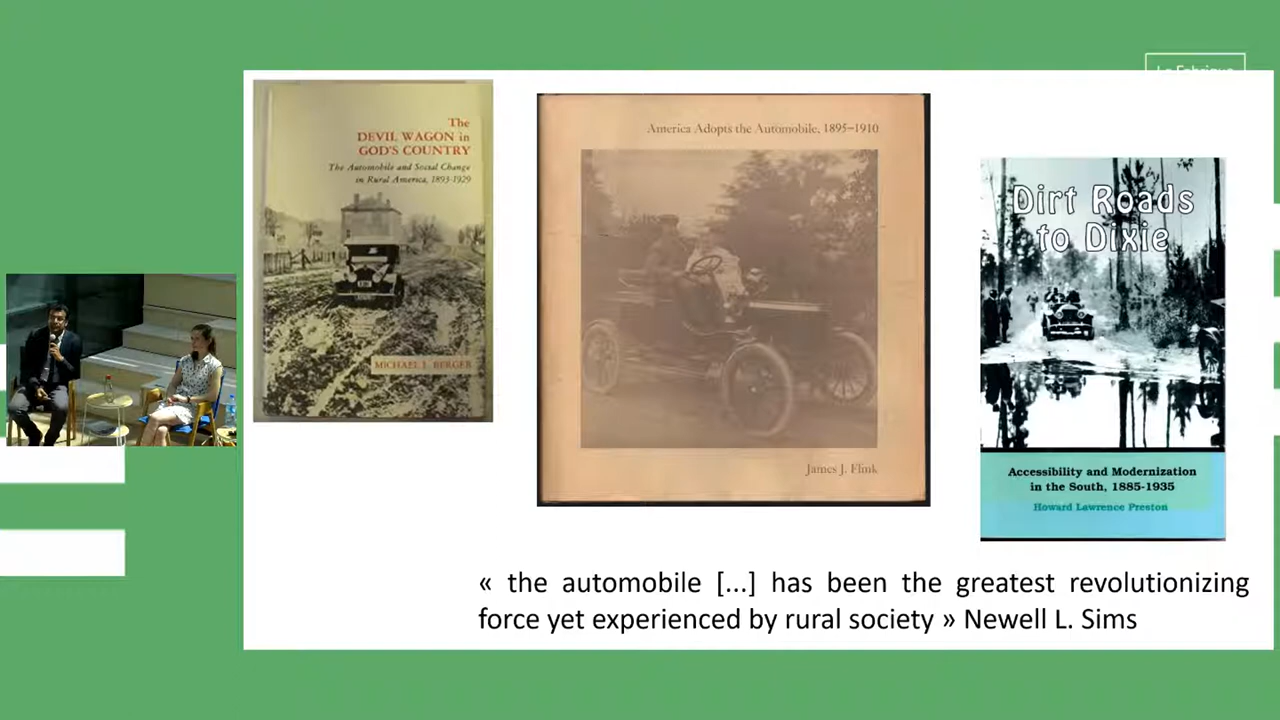 La Fabrique
The
DEVIL WAGON in
GOD'S COUNTRY
The Automobile and Social Change
in Rural America, 1893-1929
MICHAEL L. BERGER
America Adopts the Automobile, 1895–1910
James J. Flink
Dirt Roads
to Dixie
Accessibility and Modernization
in the South, 1885-1935
Howard Lawrence Preston
« the automobile [...] has been the greatest revolutionizing
force yet experienced by rural society » Newell L. Sims